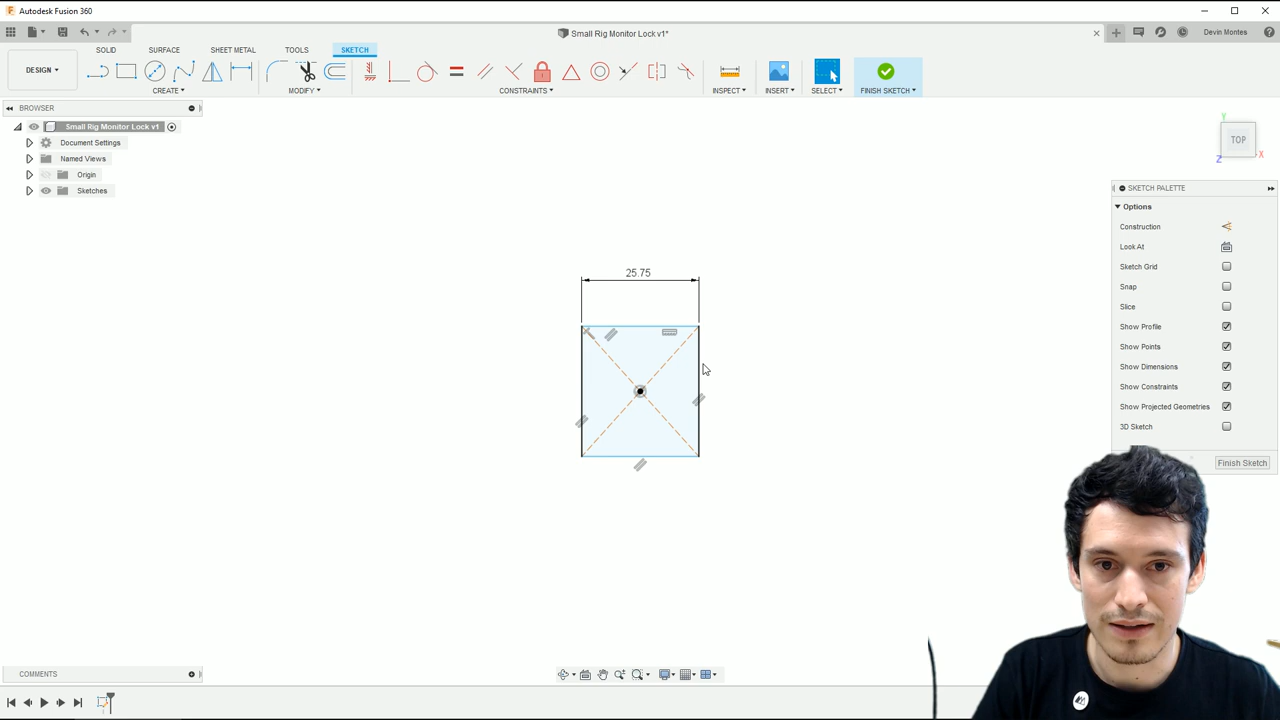 Autodesk Fusion 360
Small Rig Monitor Lock v1*
Devin Montes
DESIGN
SOLID SURFACE SHEET METAL TOOLS SKETCH
CREATE MODIFY CONSTRAINTS INSPECT INSERT SELECT FINISH SKETCH
BROWSER
Small Rig Monitor Lock v1
Document Settings
Named Views
Origin
Sketches
Y
TOP
Z
X
25.75
SKETCH PALETTE
Options
Construction
Look At
Sketch Grid
Snap
Slice
Show Profile
Show Points
Show Dimensions
Show Constraints
Show Projected Geometries
3D Sketch
Finish Sketch
COMMENTS